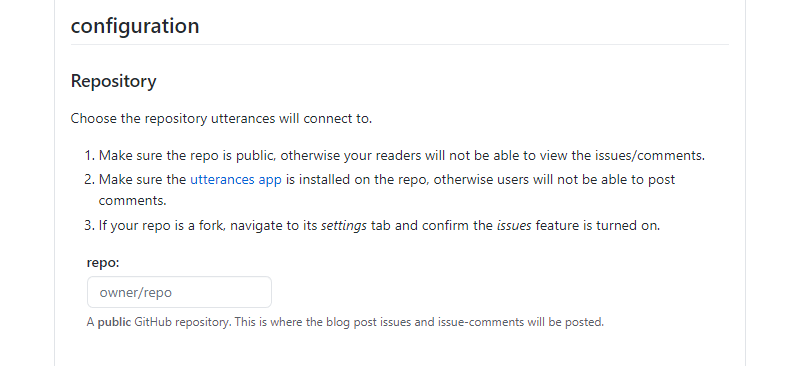 configuration
Repository
Choose the repository utterances will connect to.
1. Make sure the repo is public, otherwise your readers will not be able to view the issues/comments.
2. Make sure the utterances app is installed on the repo, otherwise users will not be able to post
comments.
3. If your repo is a fork, navigate to its settings tab and confirm the issues feature is turned on.
repo:
owner/repo
A public GitHub repository. This is where the blog post issues and issue-comments will be posted.